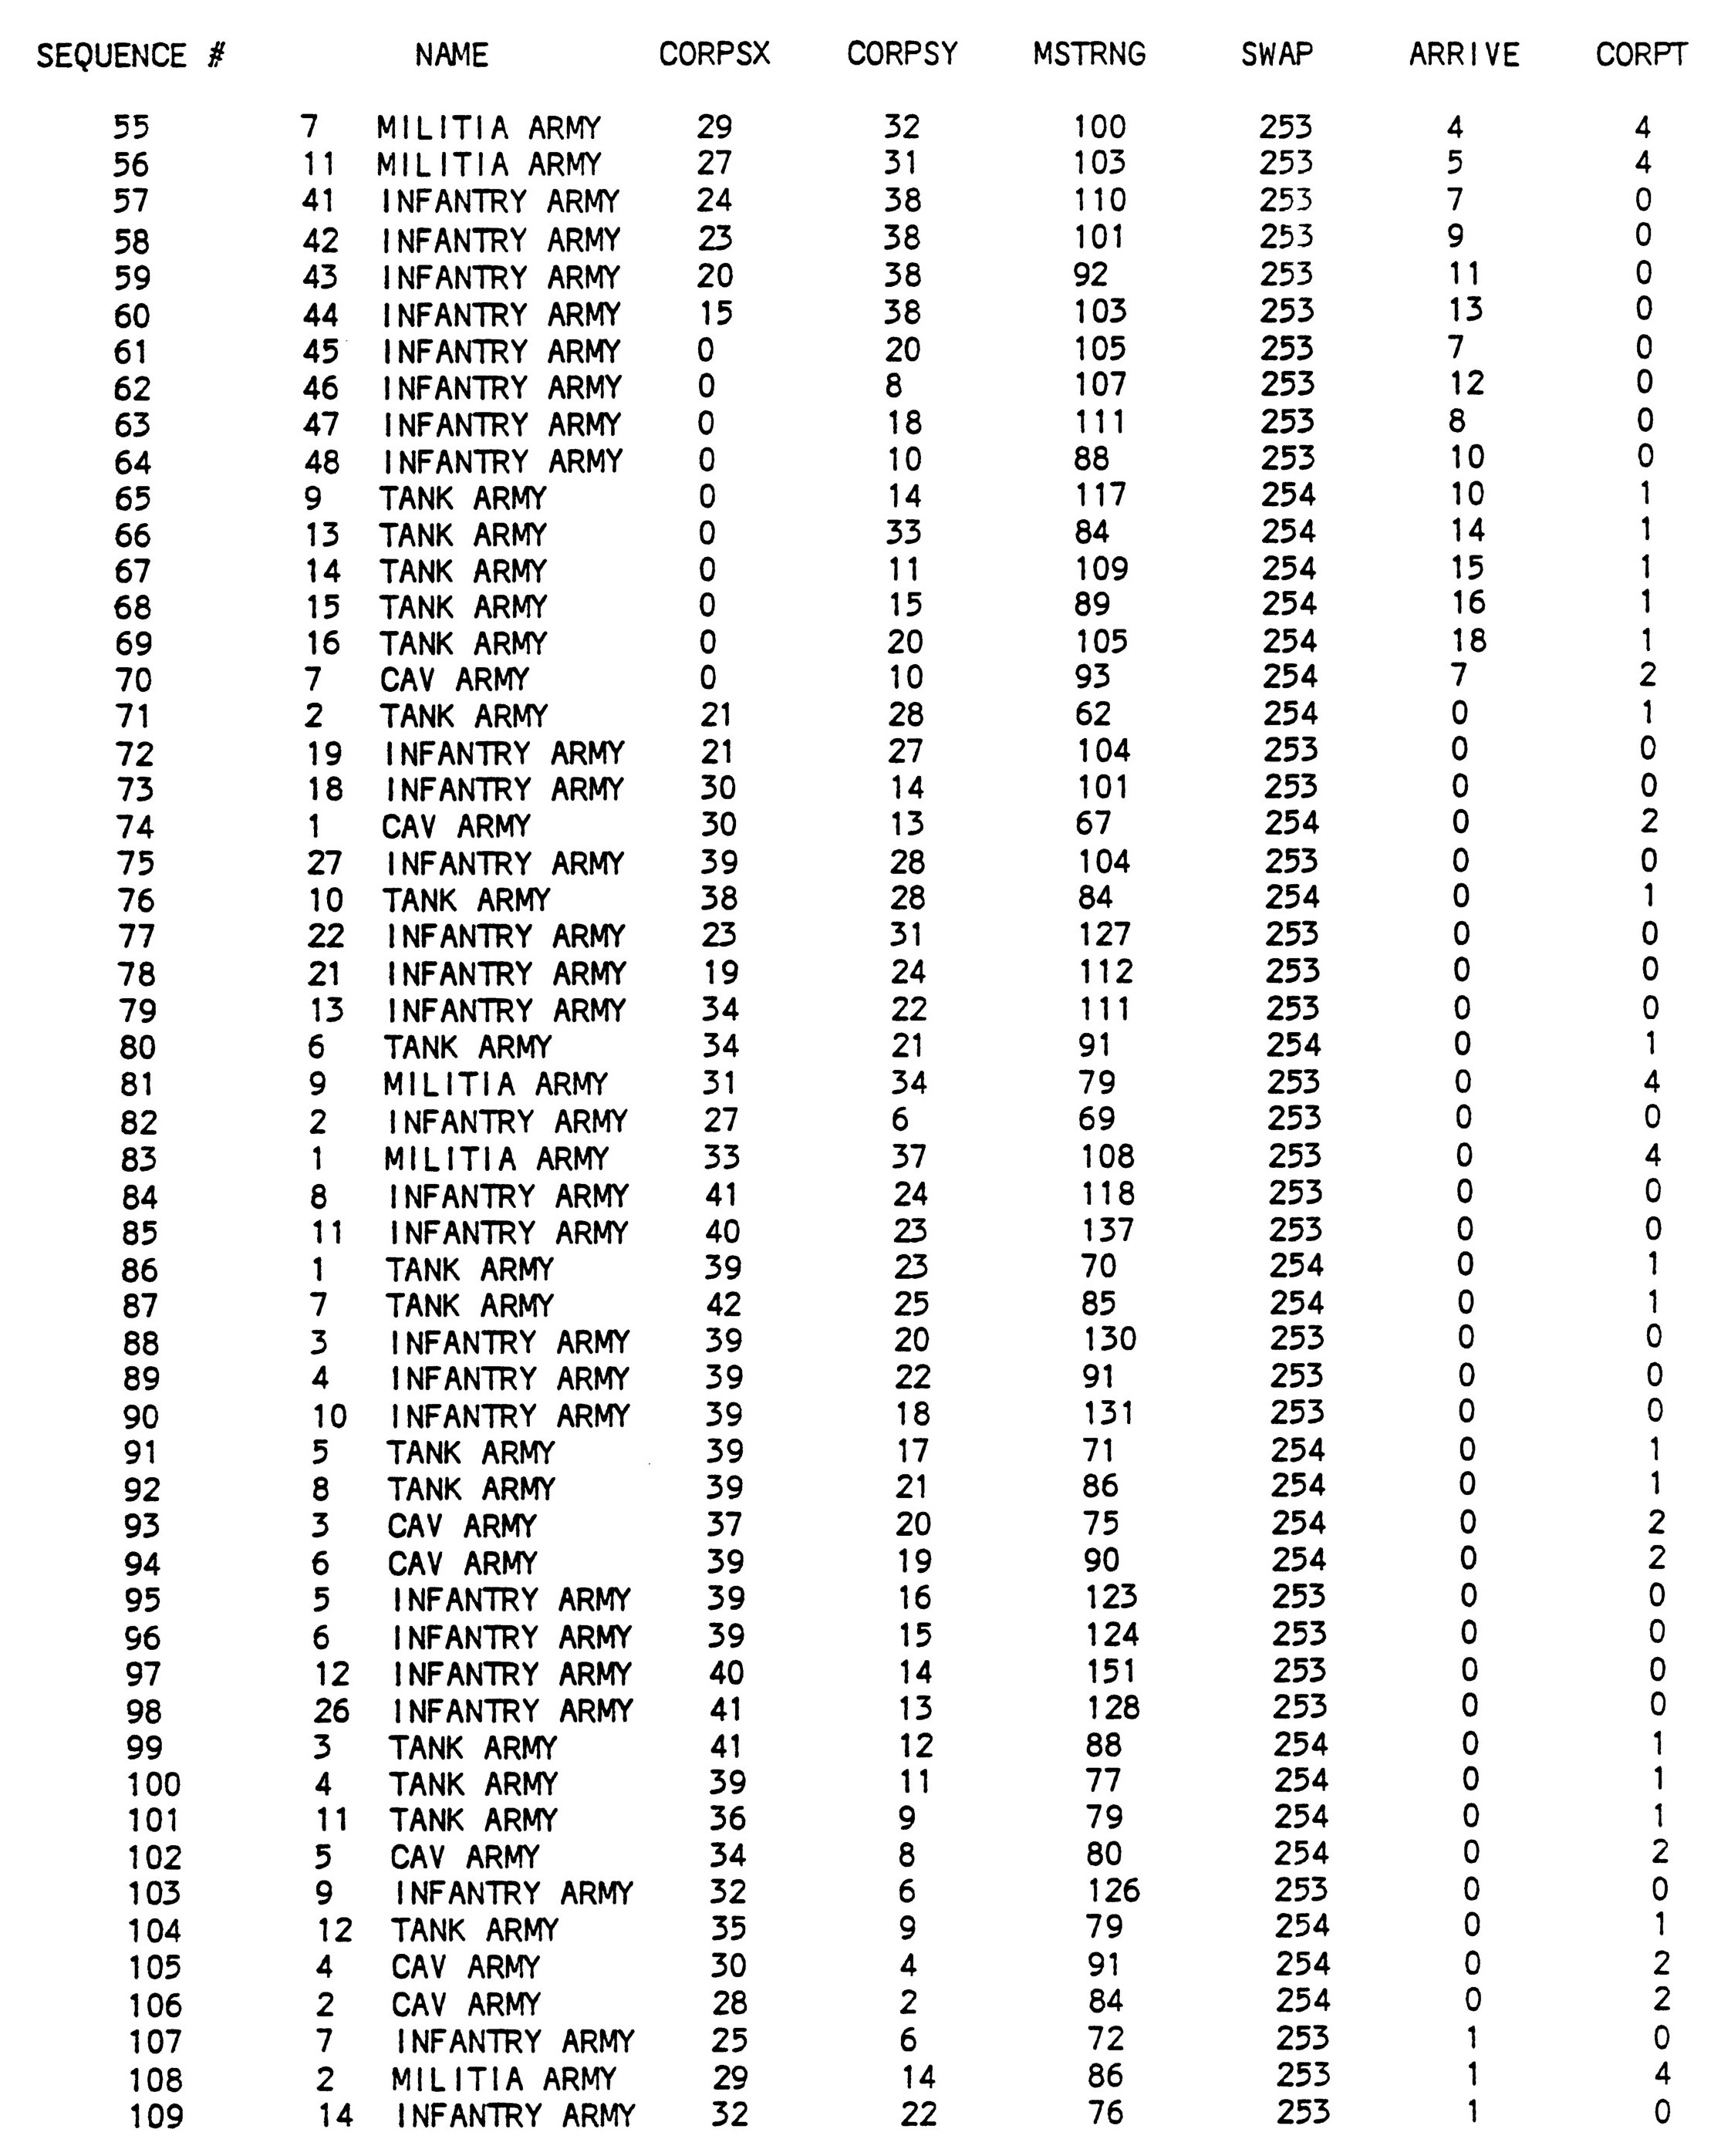 SEQUENCE # NAME CORPSX CORPSY MSTRNG SWAP ARRIVE CORPT
55 7 MILITIA ARMY 29 32 100 253 4 4
56 11 MILITIA ARMY 27 31 103 253 5 4
57 41 INFANTRY ARMY 24 38 110 253 7 0
58 42 INFANTRY ARMY 23 38 101 253 9 0
59 43 INFANTRY ARMY 20 38 92 253 11 0
60 44 INFANTRY ARMY 15 38 103 253 13 0
61 45 INFANTRY ARMY 0 20 105 253 7 0
62 46 INFANTRY ARMY 0 8 107 253 12 0
63 47 INFANTRY ARMY 0 18 111 253 8 0
64 48 INFANTRY ARMY 0 10 88 253 10 0
65 9 TANK ARMY 0 14 117 254 10 1
66 13 TANK ARMY 0 33 84 254 14 1
67 14 TANK ARMY 0 11 109 254 15 1
68 15 TANK ARMY 0 15 89 254 16 1
69 16 TANK ARMY 0 20 105 254 18 1
70 7 CAV ARMY 0 10 93 254 7 2
71 2 TANK ARMY 21 28 62 254 0 1
72 19 INFANTRY ARMY 21 27 104 253 0 0
73 18 INFANTRY ARMY 30 14 101 253 0 0
74 1 CAV ARMY 30 13 67 254 0 2
75 27 INFANTRY ARMY 39 28 104 253 0 0
76 10 TANK ARMY 38 28 84 254 0 1
77 22 INFANTRY ARMY 23 31 127 253 0 0
78 21 INFANTRY ARMY 19 24 112 253 0 0
79 13 INFANTRY ARMY 34 22 111 253 0 0
80 6 TANK ARMY 34 21 91 254 0 1
81 9 MILITIA ARMY 31 34 79 253 0 4
82 2 INFANTRY ARMY 27 6 69 253 0 0
83 1 MILITIA ARMY 33 37 108 253 0 4
84 8 INFANTRY ARMY 41 24 118 253 0 0
85 11 INFANTRY ARMY 40 23 137 253 0 0
86 1 TANK ARMY 39 23 70 254 0 1
87 7 TANK ARMY 42 25 85 254 0 1
88 3 INFANTRY ARMY 39 20 130 253 0 0
89 4 INFANTRY ARMY 39 22 91 253 0 0
90 10 INFANTRY ARMY 39 18 131 253 0 0
91 5 TANK ARMY 39 17 71 254 0 1
92 8 TANK ARMY 39 21 86 254 0 1
93 3 CAV ARMY 37 20 75 254 0 2
94 6 CAV ARMY 39 19 90 254 0 2
95 5 INFANTRY ARMY 39 16 123 253 0 0
96 6 INFANTRY ARMY 39 15 124 253 0 0
97 12 INFANTRY ARMY 40 14 151 253 0 0
98 26 INFANTRY ARMY 41 13 128 253 0 0
99 3 TANK ARMY 41 12 88 254 0 1
100 4 TANK ARMY 39 11 77 254 0 1
101 11 TANK ARMY 36 9 79 254 0 1
102 5 CAV ARMY 34 8 80 254 0 2
103 9 INFANTRY ARMY 32 6 126 253 0 0
104 12 TANK ARMY 35 9 79 254 0 1
105 4 CAV ARMY 30 4 91 254 0 2
106 2 CAV ARMY 28 2 84 254 0 2
107 7 INFANTRY ARMY 25 6 72 253 1 0
108 2 MILITIA ARMY 29 14 86 253 1 4
109 14 INFANTRY ARMY 32 22 76 253 1 0